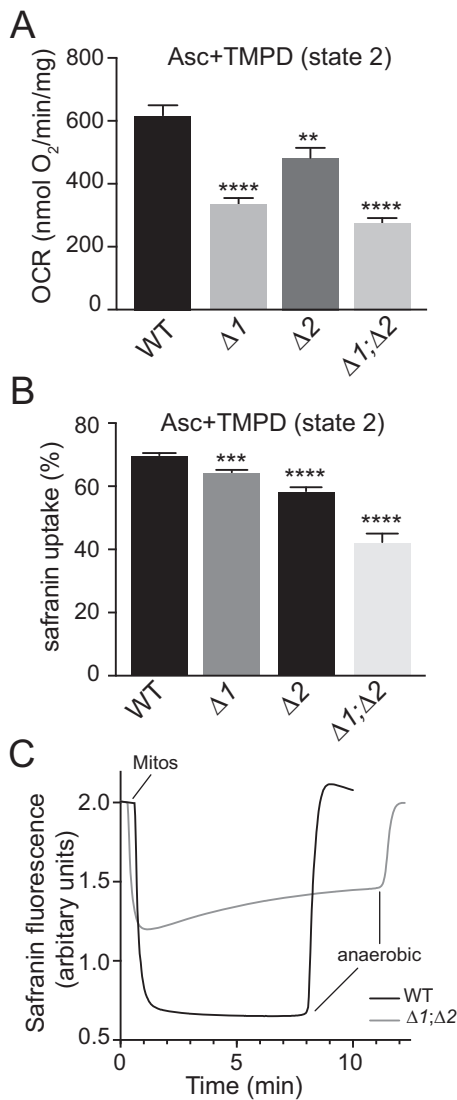 A
Asc+TMPD (state 2)
OCR (nmol O2/min/mg)
800
600
400
200
0
****
**
****
WT
Δ1
Δ2
Δ1;Δ2
B
Asc+TMPD (state 2)
safranin uptake (%)
80
60
40
20
0
***
****
****
WT
Δ1
Δ2
Δ1;Δ2
C
Mitos
Safranin fluorescence
(arbitary units)
2.0
1.5
1.0
0.5
anaerobic
WT
Δ1;Δ2
0
5
10
Time (min)